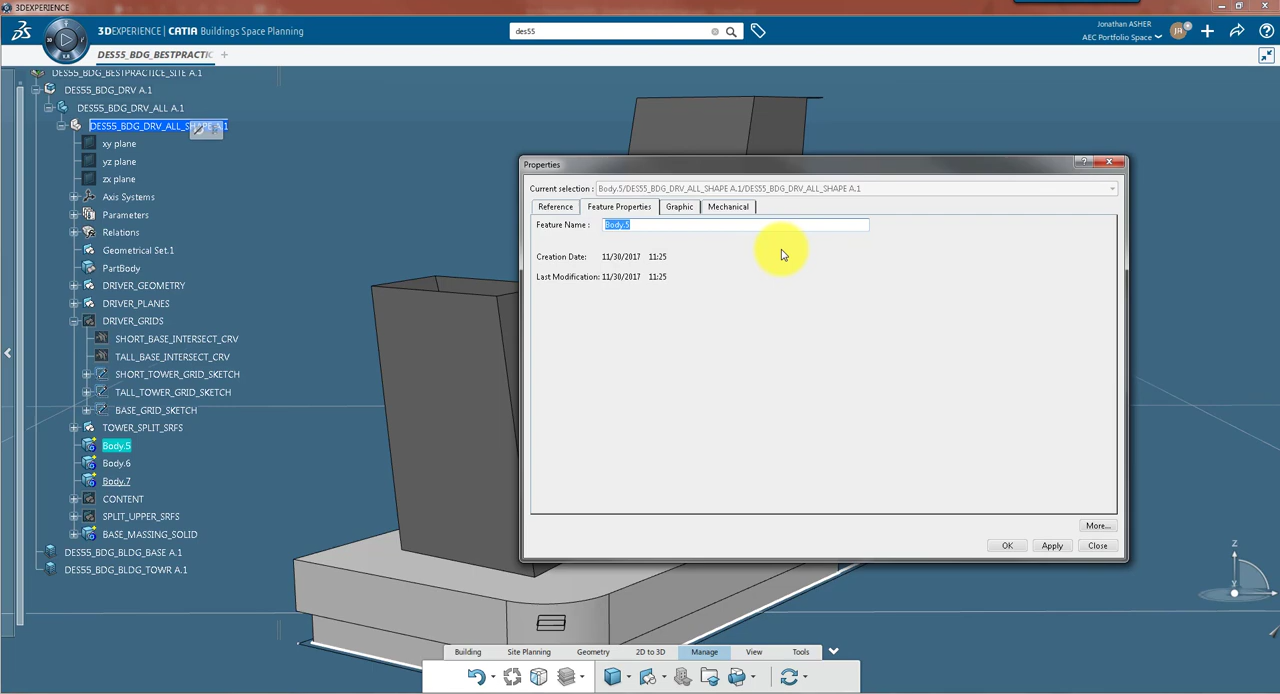 3DEXPERIENCE
3DEXPERIENCE | CATIA Buildings Space Planning
des55
Jonathan ASHER
AEC Portfolio Space
DES55_BDG_BESTPRACTIC
DES55_BDG_BESTPRACTICE_SITE A.1
DES55_BDG_DRV A.1
DES55_BDG_DRV_ALL A.1
DES55_BDG_DRV_ALL_SHAPE A.1
xy plane
yz plane
zx plane
Axis Systems
Parameters
Relations
Geometrical Set.1
PartBody
DRIVER_GEOMETRY
DRIVER_PLANES
DRIVER_GRIDS
SHORT_BASE_INTERSECT_CRV
TALL_BASE_INTERSECT_CRV
SHORT_TOWER_GRID_SKETCH
TALL_TOWER_GRID_SKETCH
BASE_GRID_SKETCH
TOWER_SPLIT_SRFS
Body.5
Body.6
Body.7
CONTENT
SPLIT_UPPER_SRFS
BASE_MASSING_SOLID
DES55_BDG_BLDG_BASE A.1
DES55_BDG_BLDG_TOWR A.1
Properties
Current selection : Body.5/DES55_BDG_DRV_ALL_SHAPE A.1/DES55_BDG_DRV_ALL_SHAPE A.1
Reference Feature Properties Graphic Mechanical
Feature Name : Body.5
Creation Date: 11/30/2017 11:25
Last Modification: 11/30/2017 11:25
More...
OK Apply Close
Z
X
Building Site Planning Geometry 2D to 3D Manage View Tools